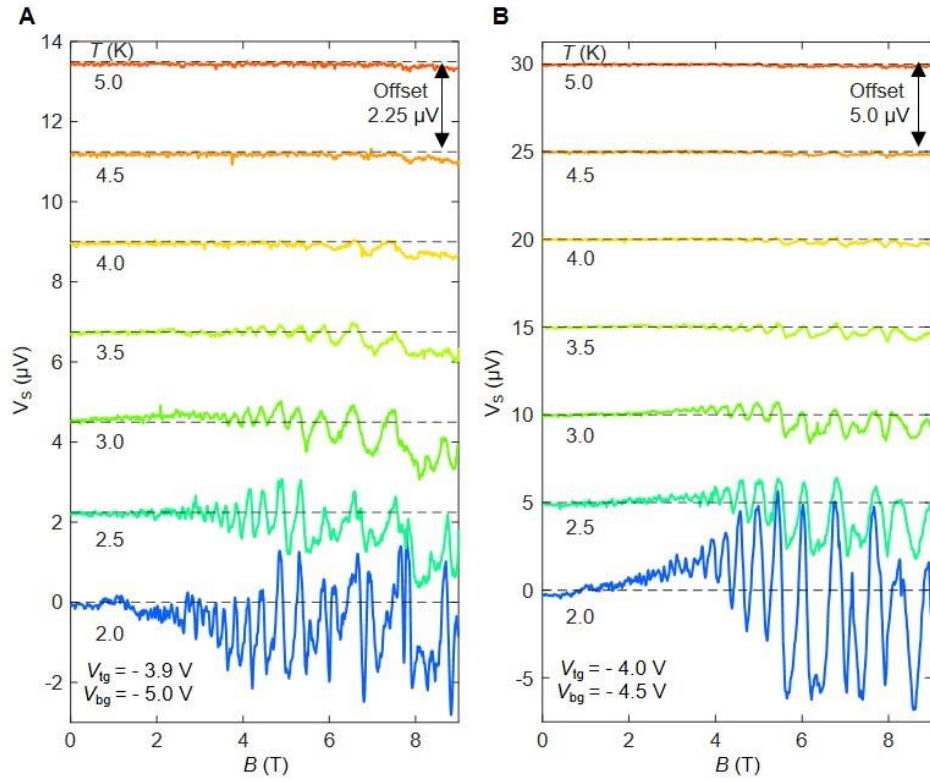 A
B
14
12
10
8
6
4
2
0
-2
V_S (µV)
T (K)
5.0
4.5
4.0
3.5
3.0
2.5
2.0
Offset
2.25 µV
V_tg = - 3.9 V
V_bg = - 5.0 V
0 2 4 6 8
B (T)
30
25
20
15
10
5
0
-5
V_S (µV)
T (K)
5.0
4.5
4.0
3.5
3.0
2.5
2.0
Offset
5.0 µV
V_tg = - 4.0 V
V_bg = - 4.5 V
0 2 4 6 8
B (T)